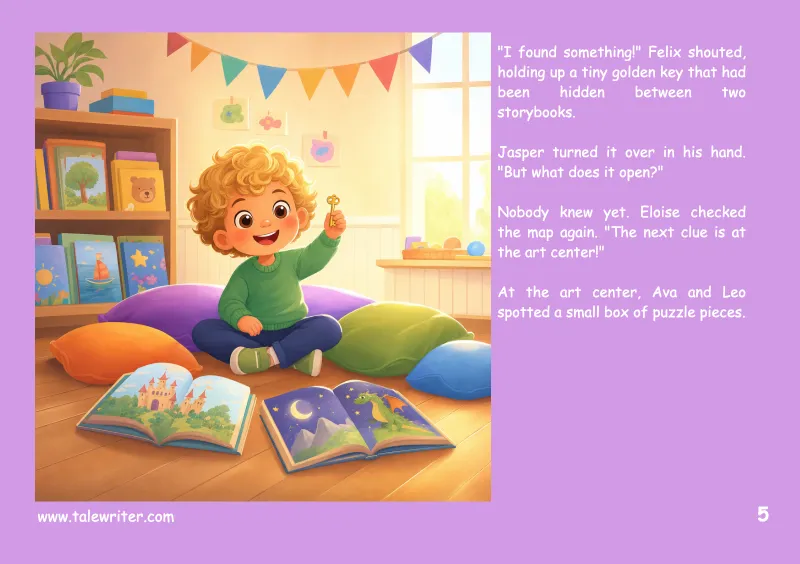 "I found something!" Felix shouted,
holding up a tiny golden key that had
been hidden between two
storybooks.
Jasper turned it over in his hand.
"But what does it open?"
Nobody knew yet. Eloise checked
the map again. "The next clue is at
the art center!"
At the art center, Ava and Leo
spotted a small box of puzzle pieces.
www.talewriter.com
5